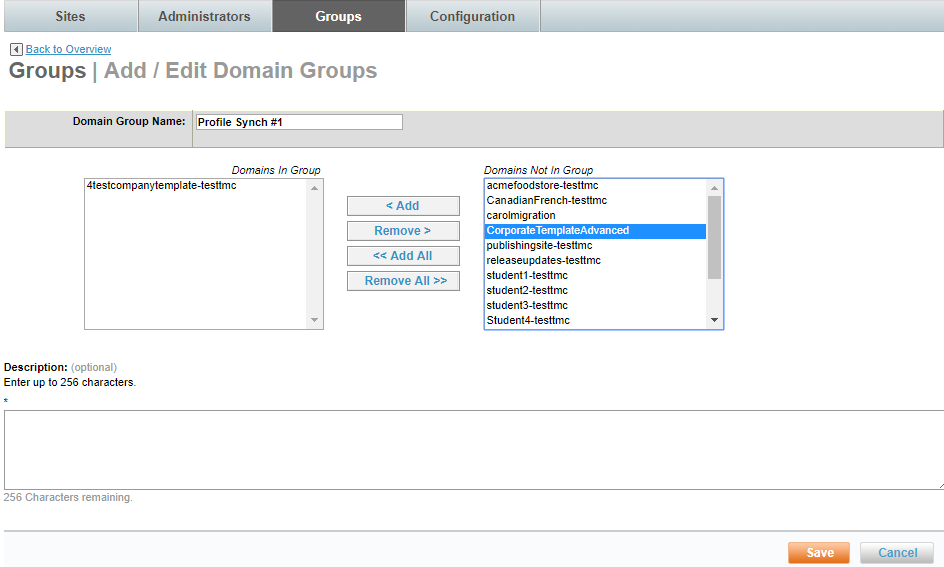 Sites Administrators Groups Configuration
Back to Overview
Groups | Add / Edit Domain Groups
Domain Group Name: Profile Synch #1
Domains In Group
4testcompanytemplate-testtmc
< Add
Remove >
<< Add All
Remove All >>
Domains Not In Group
acmefoodstore-testtmc
CanadianFrench-testtmc
carolmigration
CorporateTemplateAdvanced
publishingsite-testtmc
releaseupdates-testtmc
student1-testtmc
student2-testtmc
student3-testtmc
Student4-testtmc
Description: (optional)
Enter up to 256 characters.
*
256 Characters remaining.
Save Cancel